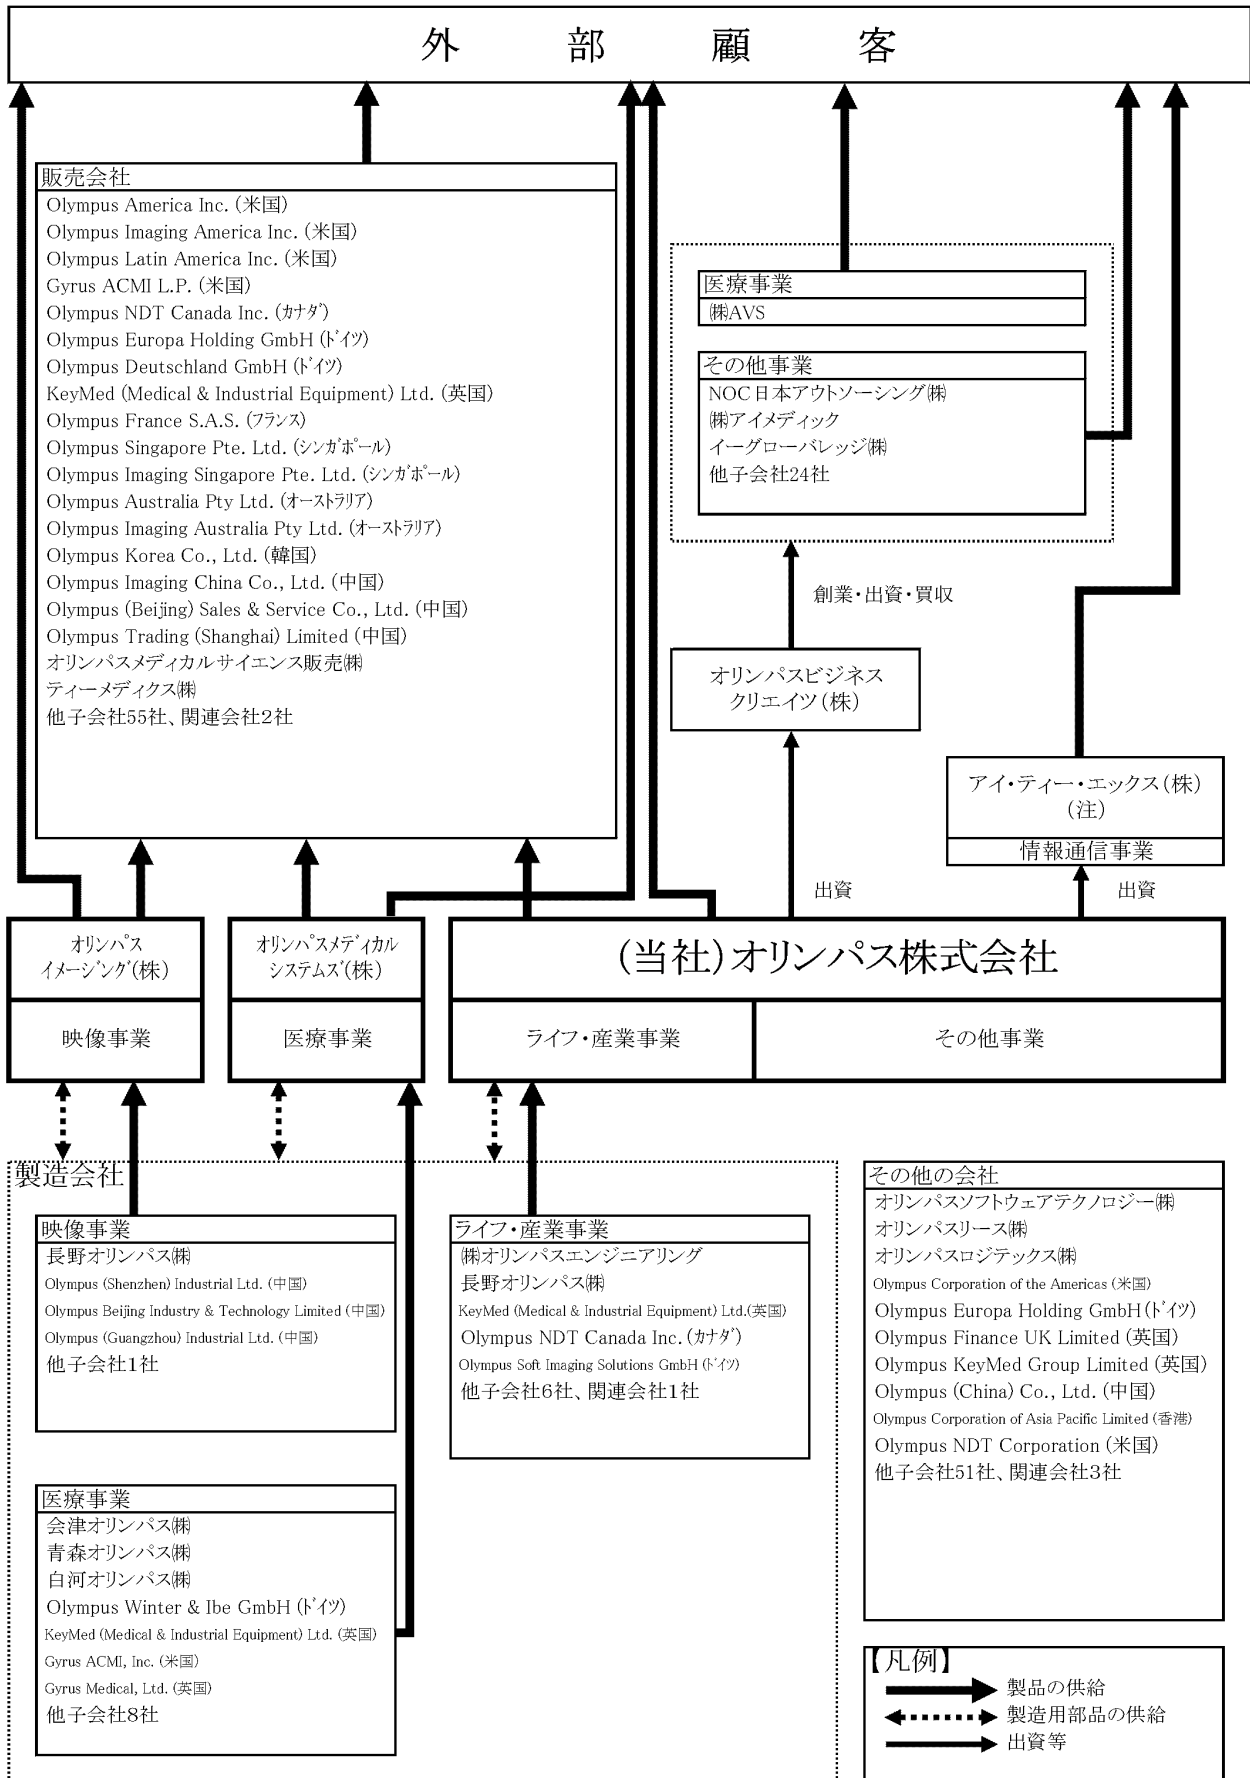 外部顧客
販売会社
Olympus America Inc. (米国)
Olympus Imaging America Inc. (米国)
Olympus Latin America Inc. (米国)
Gyrus ACMI L.P. (米国)
Olympus NDT Canada Inc. (ｶﾅﾀﾞ)
Olympus Europa Holding GmbH (ﾄﾞｲﾂ)
Olympus Deutschland GmbH (ﾄﾞｲﾂ)
KeyMed (Medical & Industrial Equipment) Ltd. (英国)
Olympus France S.A.S. (ﾌﾗﾝｽ)
Olympus Singapore Pte. Ltd. (ｼﾝｶﾞﾎﾟｰﾙ)
Olympus Imaging Singapore Pte. Ltd. (ｼﾝｶﾞﾎﾟｰﾙ)
Olympus Australia Pty Ltd. (ｵｰｽﾄﾗﾘｱ)
Olympus Imaging Australia Pty Ltd. (ｵｰｽﾄﾗﾘｱ)
Olympus Korea Co., Ltd. (韓国)
Olympus Imaging China Co., Ltd. (中国)
Olympus (Beijing) Sales & Service Co., Ltd. (中国)
Olympus Trading (Shanghai) Limited (中国)
オリンパスメディカルサイエンス販売㈱
ティーメディクス㈱
他子会社55社、関連会社2社
医療事業
㈱AVS
その他事業
NOC日本アウトソーシング㈱
㈱アイメディック
イーグローバレッジ㈱
他子会社24社
創業・出資・買収
オリンパスビジネス
クリエイツ(株)
アイ・ティー・エックス(株)
(注)
情報通信事業
出資
出資
ｵﾘﾝﾊﾟｽ
ｲﾒｰｼﾞﾝｸﾞ(株)
映像事業
ｵﾘﾝﾊﾟｽﾒﾃﾞｨｶﾙ
ｼｽﾃﾑｽﾞ(株)
医療事業
(当社)オリンパス株式会社
ライフ・産業事業
その他事業
製造会社
映像事業
長野オリンパス㈱
Olympus (Shenzhen) Industrial Ltd. (中国)
Olympus Beijing Industry & Technology Limited (中国)
Olympus (Guangzhou) Industrial Ltd. (中国)
他子会社1社
医療事業
会津オリンパス㈱
青森オリンパス㈱
白河オリンパス㈱
Olympus Winter & Ibe GmbH (ﾄﾞｲﾂ)
KeyMed (Medical & Industrial Equipment) Ltd. (英国)
Gyrus ACMI, Inc. (米国)
Gyrus Medical, Ltd. (英国)
他子会社8社
ライフ・産業事業
㈱オリンパスエンジニアリング
長野オリンパス㈱
KeyMed (Medical & Industrial Equipment) Ltd.(英国)
Olympus NDT Canada Inc. (ｶﾅﾀﾞ)
Olympus Soft Imaging Solutions GmbH (ﾄﾞｲﾂ)
他子会社6社、関連会社1社
その他の会社
オリンパスソフトウェアテクノロジー㈱
オリンパスリース㈱
オリンパスロジテックス㈱
Olympus Corporation of the Americas (米国)
Olympus Europa Holding GmbH (ﾄﾞｲﾂ)
Olympus Finance UK Limited (英国)
Olympus KeyMed Group Limited (英国)
Olympus (China) Co., Ltd. (中国)
Olympus Corporation of Asia Pacific Limited (香港)
Olympus NDT Corporation (米国)
他子会社51社、関連会社3社
【凡例】
製品の供給
製造用部品の供給
出資等